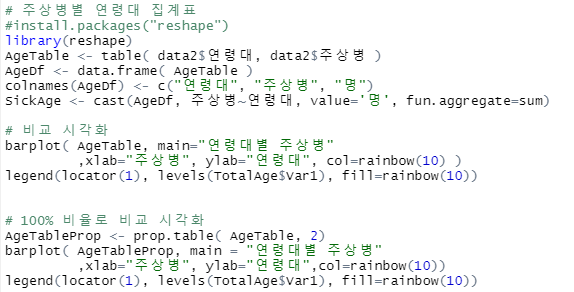 # 주상병별 연령대 집계표
#install.packages("reshape")
library(reshape)
AgeTable <- table( data2$연령대, data2$주상병 )
AgeDf <- data.frame( AgeTable )
colnames(AgeDf) <- c("연령대", "주상병", "명")
SickAge <- cast(AgeDf, 주상병~연령대, value='명', fun.aggregate=sum)
# 비교 시각화
barplot( AgeTable, main="연령대별 주상병"
,xlab="주상병", ylab="연령대", col=rainbow(10) )
legend(locator(1), levels(TotalAge$Var1), fill=rainbow(10))
# 100% 비율로 비교 시각화
AgeTableProp <- prop.table( AgeTable, 2)
barplot( AgeTableProp, main = "연령대별 주상병"
,xlab="주상병", ylab="연령대",col=rainbow(10))
legend(locator(1), levels(TotalAge$Var1), fill=rainbow(10))